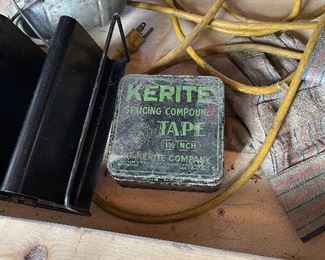 KERITE
SPLICING COMPOUND
TAPE
1½ INCH
THE KERITE COMPANY